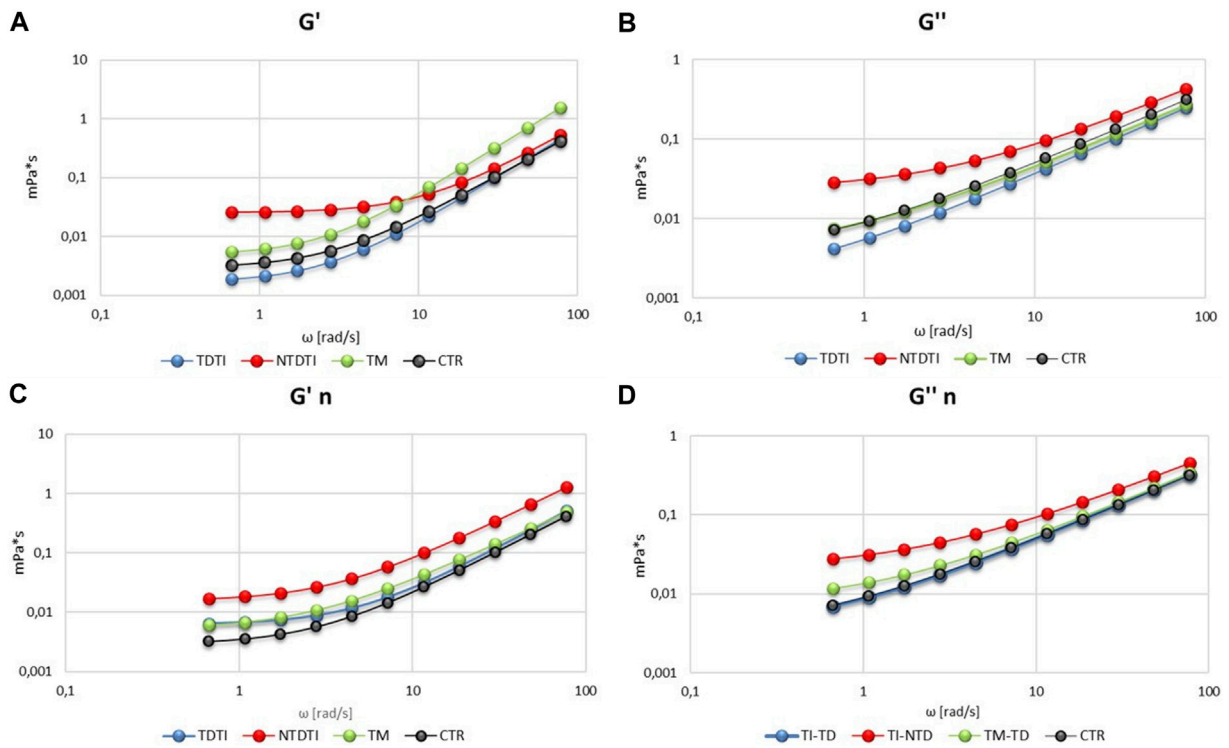 A
G'
10
1
0,1
0,01
0,001
mPa*s
0,1 1 10 100
ω [rad/s]
TDTI NTDTI TM CTR
B
G''
1
0,1
0,01
0,001
mPa*s
0,1 1 10 100
ω [rad/s]
TDTI NTDTI TM CTR
C
G' n
10
1
0,1
0,01
0,001
mPa*s
0,1 1 10 100
ω [rad/s]
TDTI NTDTI TM CTR
D
G'' n
1
0,1
0,01
0,001
mPa*s
0,1 1 10 100
ω [rad/s]
TI-TD TI-NTD TM-TD CTR